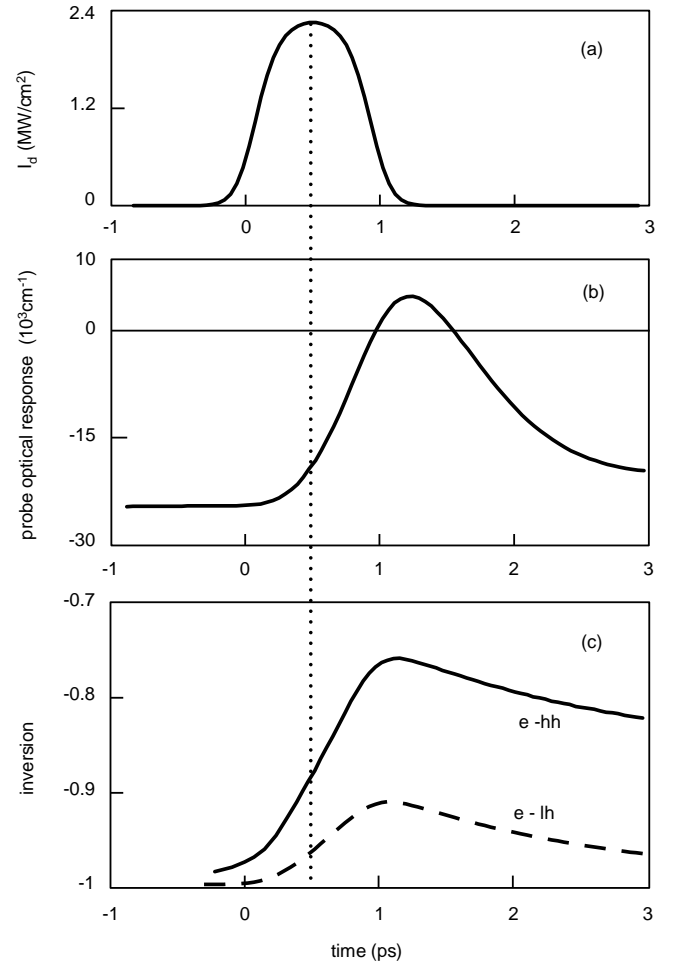 2.4
(a)
1.2
I_d (MW/cm²)
0
-1 0 1 2 3
10
(b)
0
-15
probe optical response (10³cm⁻¹)
-30
-1 0 1 2 3
-0.7
(c)
-0.8
e -hh
inversion
-0.9
e - lh
-1
-1 0 1 2 3
time (ps)